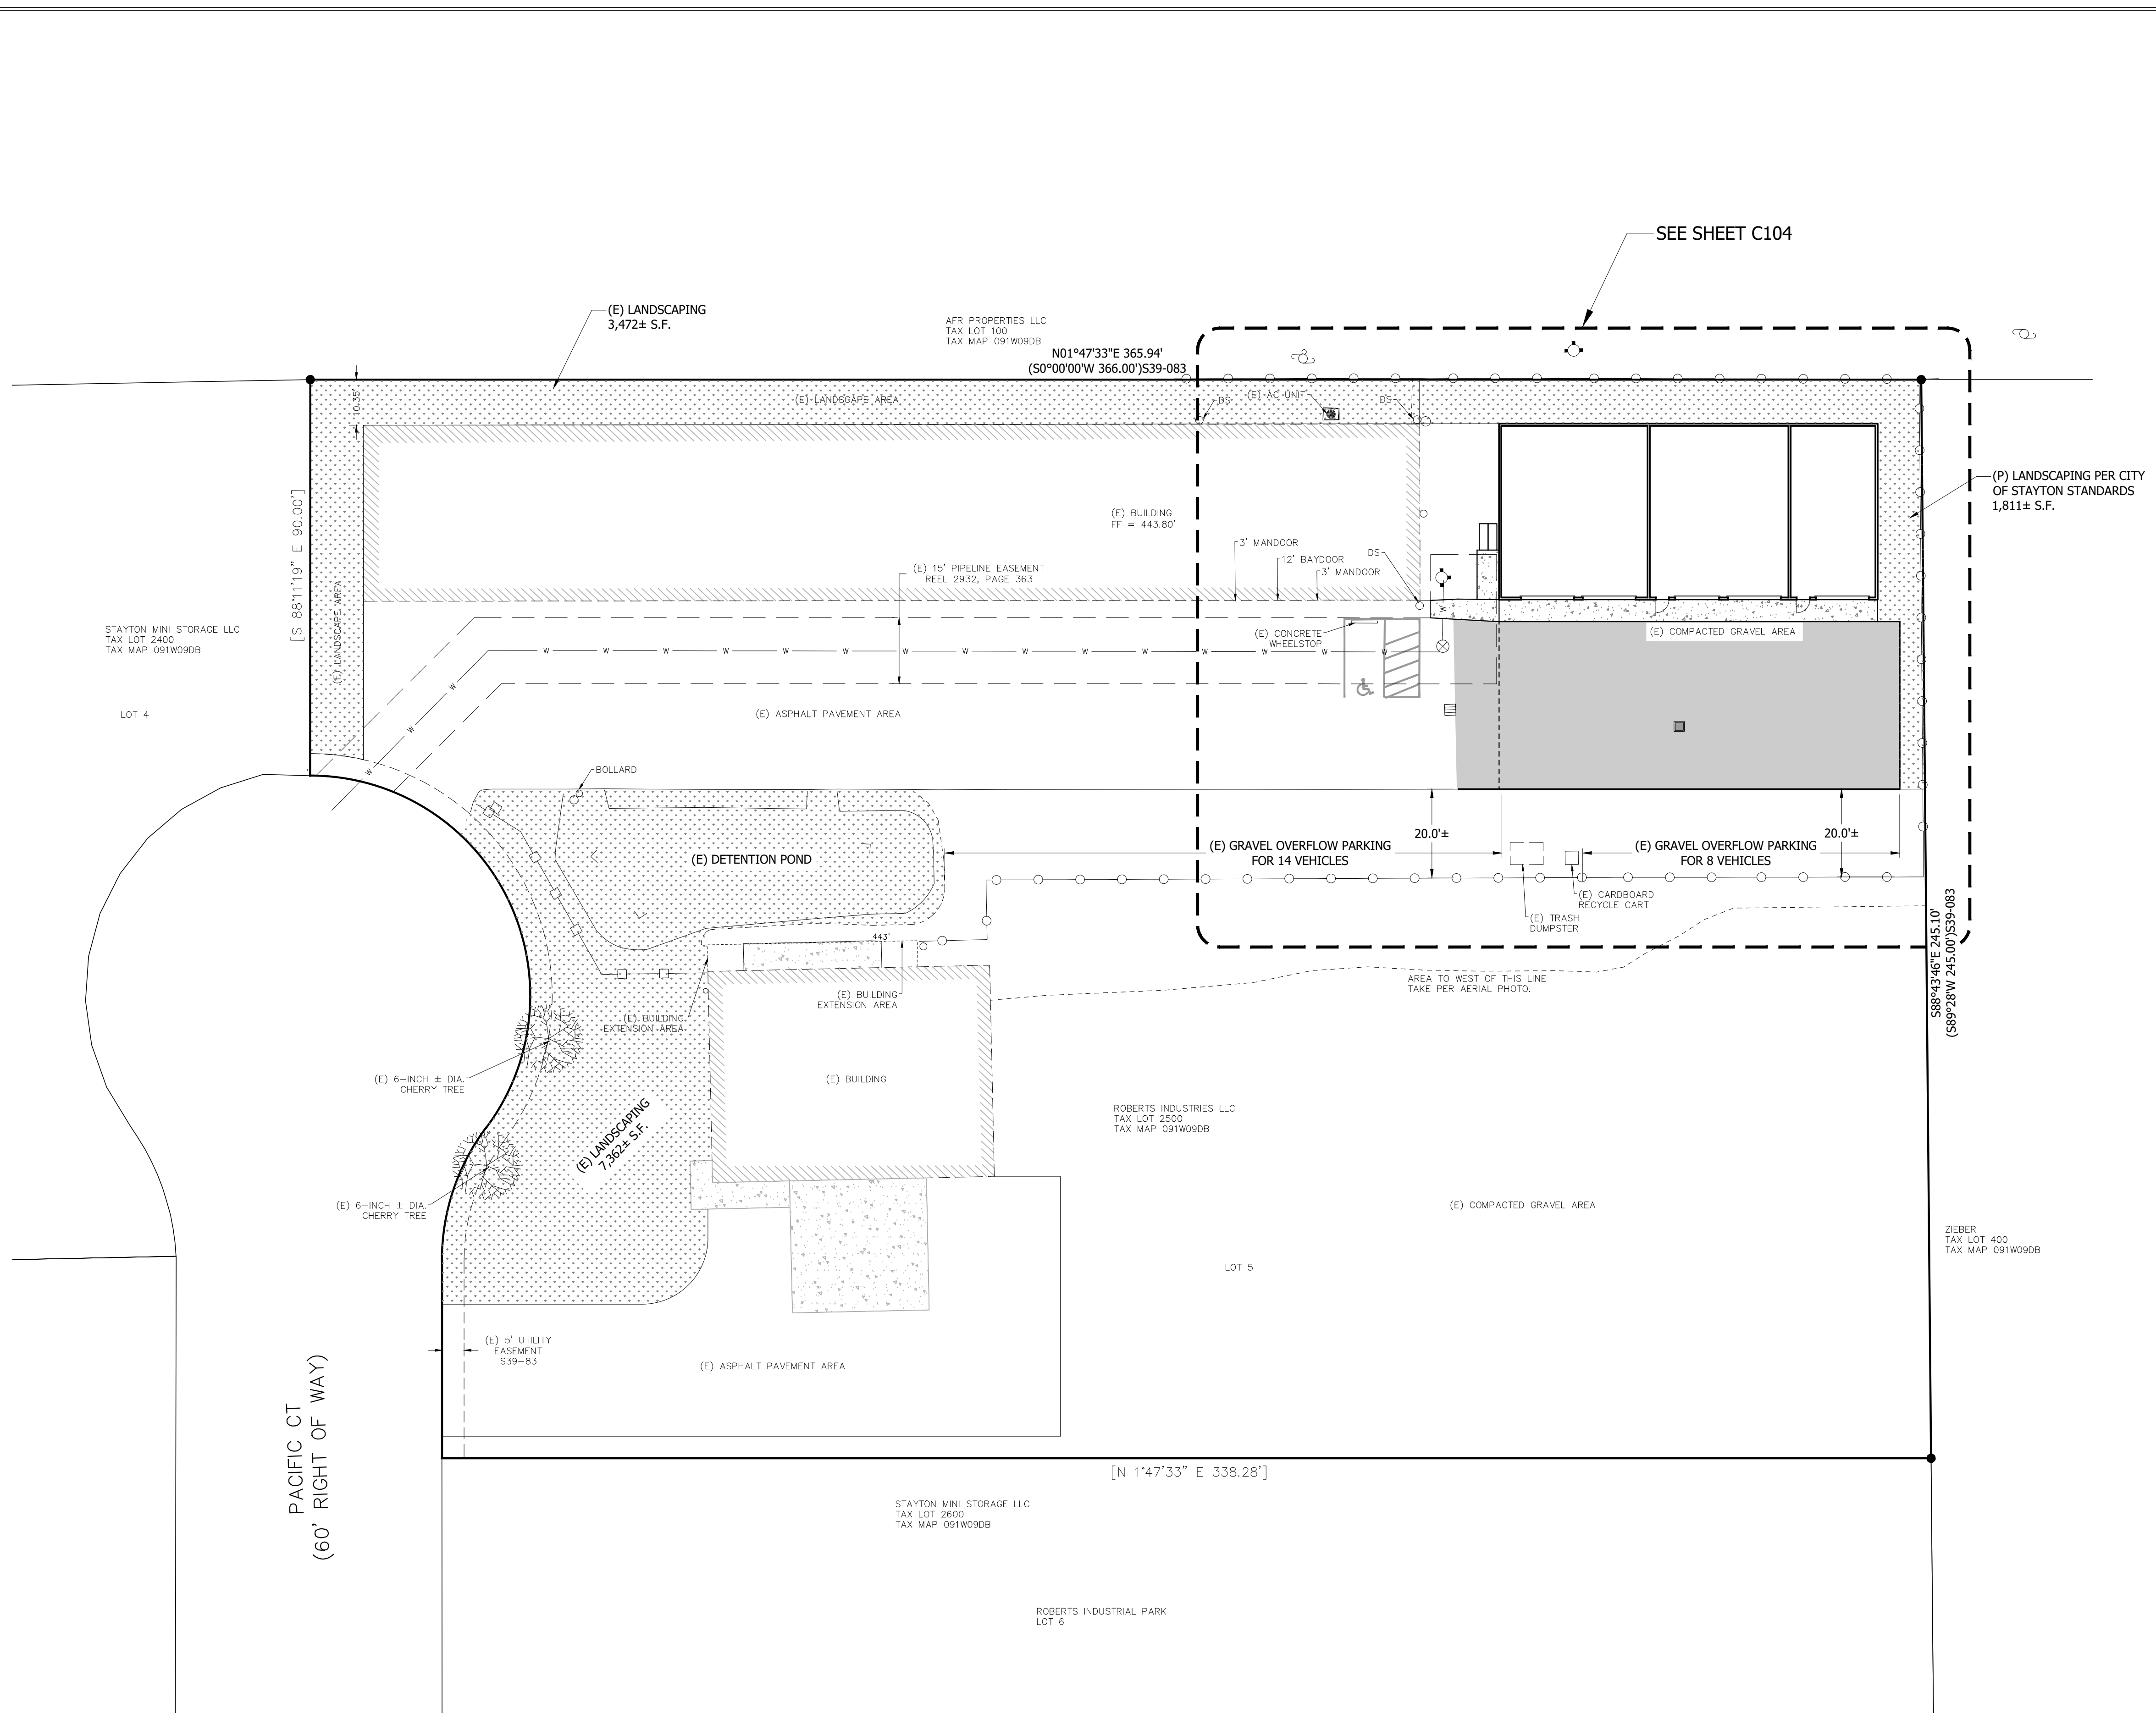 SEE SHEET C104
(E) LANDSCAPING
3,472± S.F.
AFR PROPERTIES LLC
TAX LOT 100
TAX MAP 091W09DB
N01°47'33"E 365.94'
(S0°00'00'W 366.00')S39-083
10.35'
(E) LANDSCAPE AREA
DS
(E) AC UNIT
DS
(P) LANDSCAPING PER CITY
OF STAYTON STANDARDS
1,811± S.F.
[S 88°11'19" E 90.00']
(E) LANDSCAPE AREA
(E) BUILDING
FF = 443.80'
3' MANDOOR
12' BAYDOOR
3' MANDOOR
DS
(E) 15' PIPELINE EASEMENT
REEL 2932, PAGE 363
STAYTON MINI STORAGE LLC
TAX LOT 2400
TAX MAP 091W09DB
LOT 4
(E) CONCRETE
WHEELSTOP
(E) COMPACTED GRAVEL AREA
W W W W W W W W W W W W W W W
W
W
W
W
(E) ASPHALT PAVEMENT AREA
BOLLARD
(E) DETENTION POND
(E) GRAVEL OVERFLOW PARKING
FOR 14 VEHICLES
20.0'±
(E) GRAVEL OVERFLOW PARKING
FOR 8 VEHICLES
20.0'±
(E) CARDBOARD
RECYCLE CART
(E) TRASH
DUMPSTER
443'
S88°43'46"E 245.10'
(S89°28'W 245.00')S39-083
AREA TO WEST OF THIS LINE
TAKE PER AERIAL PHOTO.
(E) BUILDING
EXTENSION AREA
(E) BUILDING
EXTENSION AREA
(E) BUILDING
(E) 6-INCH ± DIA.
CHERRY TREE
(E) LANDSCAPING
7,362± S.F.
ROBERTS INDUSTRIES LLC
TAX LOT 2500
TAX MAP 091W09DB
(E) 6-INCH ± DIA.
CHERRY TREE
(E) COMPACTED GRAVEL AREA
ZIEBER
TAX LOT 400
TAX MAP 091W09DB
LOT 5
(E) 5' UTILITY
EASEMENT
S39-83
(E) ASPHALT PAVEMENT AREA
PACIFIC CT
(60' RIGHT OF WAY)
[N 1°47'33" E 338.28']
STAYTON MINI STORAGE LLC
TAX LOT 2600
TAX MAP 091W09DB
ROBERTS INDUSTRIAL PARK
LOT 6